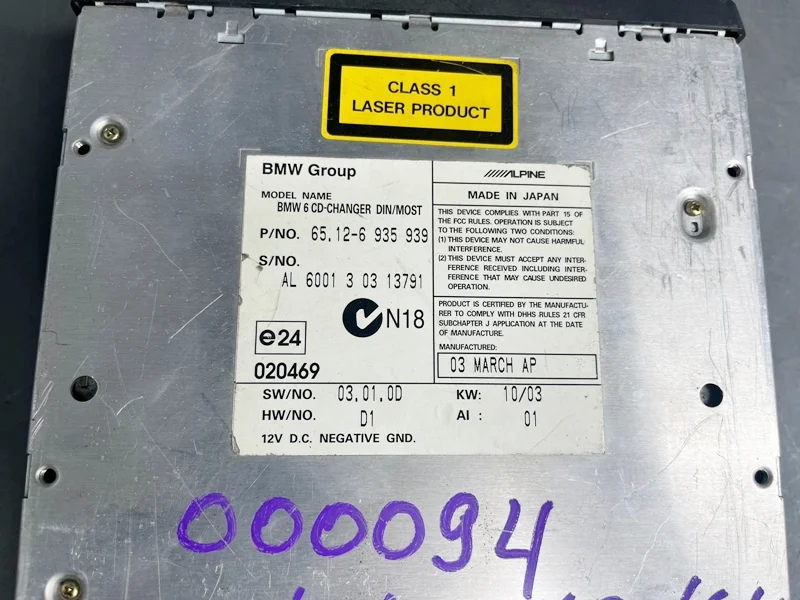 CLASS 1
LASER PRODUCT
BMW Group
MODEL NAME
BMW 6 CD-CHANGER DIN/MOST
P/NO. 65.12-6 935 939
S/NO.
AL 6001 3 03 13791
N18
e24
020469
ALPINE
MADE IN JAPAN
THIS DEVICE COMPLIES WITH PART 15 OF
THE FCC RULES. OPERATION IS SUBJECT
TO THE FOLLOWING TWO CONDITIONS:
(1) THIS DEVICE MAY NOT CAUSE HARMFUL
INTERFERENCE.
(2) THIS DEVICE MUST ACCEPT ANY INTER-
FERENCE RECEIVED INCLUDING INTER-
FERENCE THAT MAY CAUSE UNDESIRED
OPERATION.
PRODUCT IS CERTIFIED BY THE MANUFACTU-
RER TO COMPLY WITH DHHS RULES 21 CFR
SUBCHAPTER J APPLICATION AT THE DATE
OF MANUFACTURE.
MANUFACTURED:
03 MARCH AP
SW/NO. 03.01.0D KW: 10/03
HW/NO. D1 AI : 01
12V D.C. NEGATIVE GND.
000094